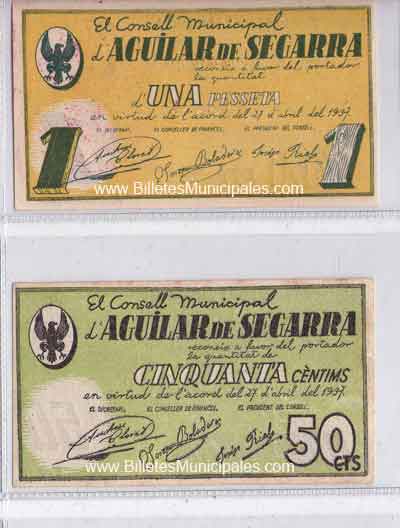 El Consell Municipal
d'AGUILAR DE SEGARRA
reconeix a favor del portador
la quantitat
d'UNA PESSETA
en virtud de l'acord del 27 d'abril del 1937.
EL SECRETARI, EL CONSELLER DE FINANCES, EL PRESIDENT DEL CONSELL,
1 1
www.BilletesMunicipales.com
El Consell Municipal
d'AGUILAR DE SEGARRA
reconeix a favor del portador
la quantitat de
CINQUANTA CÈNTIMS
en virtud de l'acord del 27 d'abril del 1937.
EL SECRETARI, EL CONSELLER DE FINANCES, EL PRESIDENT DEL CONSELL,
50
CTS
www.BilletesMunicipales.com